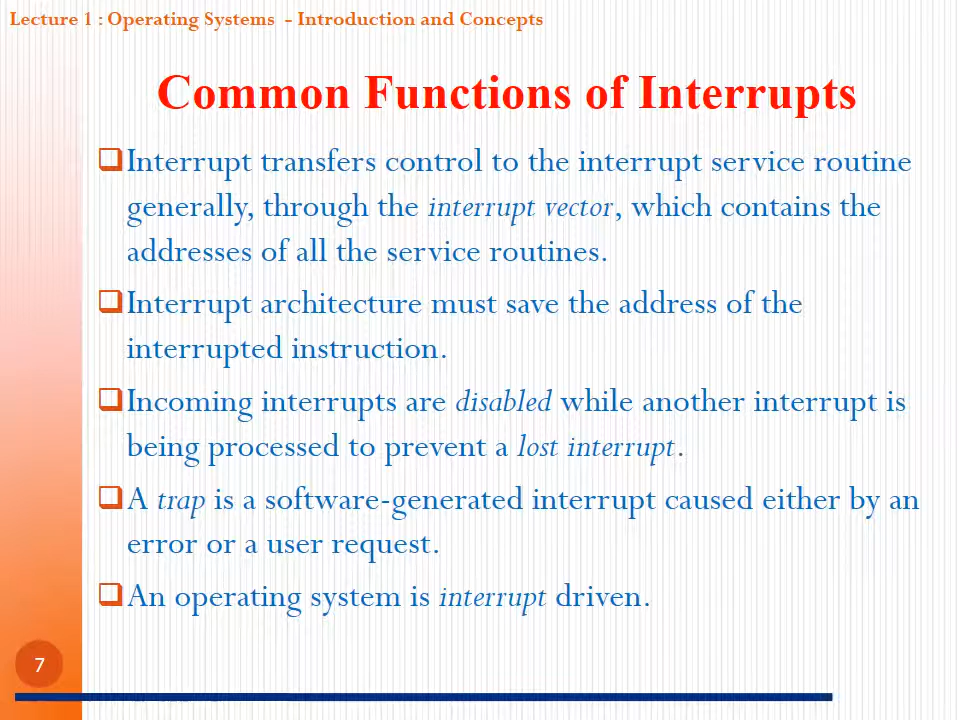 Lecture 1 : Operating Systems - Introduction and Concepts
Common Functions of Interrupts
❑Interrupt transfers control to the interrupt service routine
generally, through the interrupt vector, which contains the
addresses of all the service routines.
❑Interrupt architecture must save the address of the
interrupted instruction.
❑Incoming interrupts are disabled while another interrupt is
being processed to prevent a lost interrupt.
❑A trap is a software-generated interrupt caused either by an
error or a user request.
❑An operating system is interrupt driven.
7